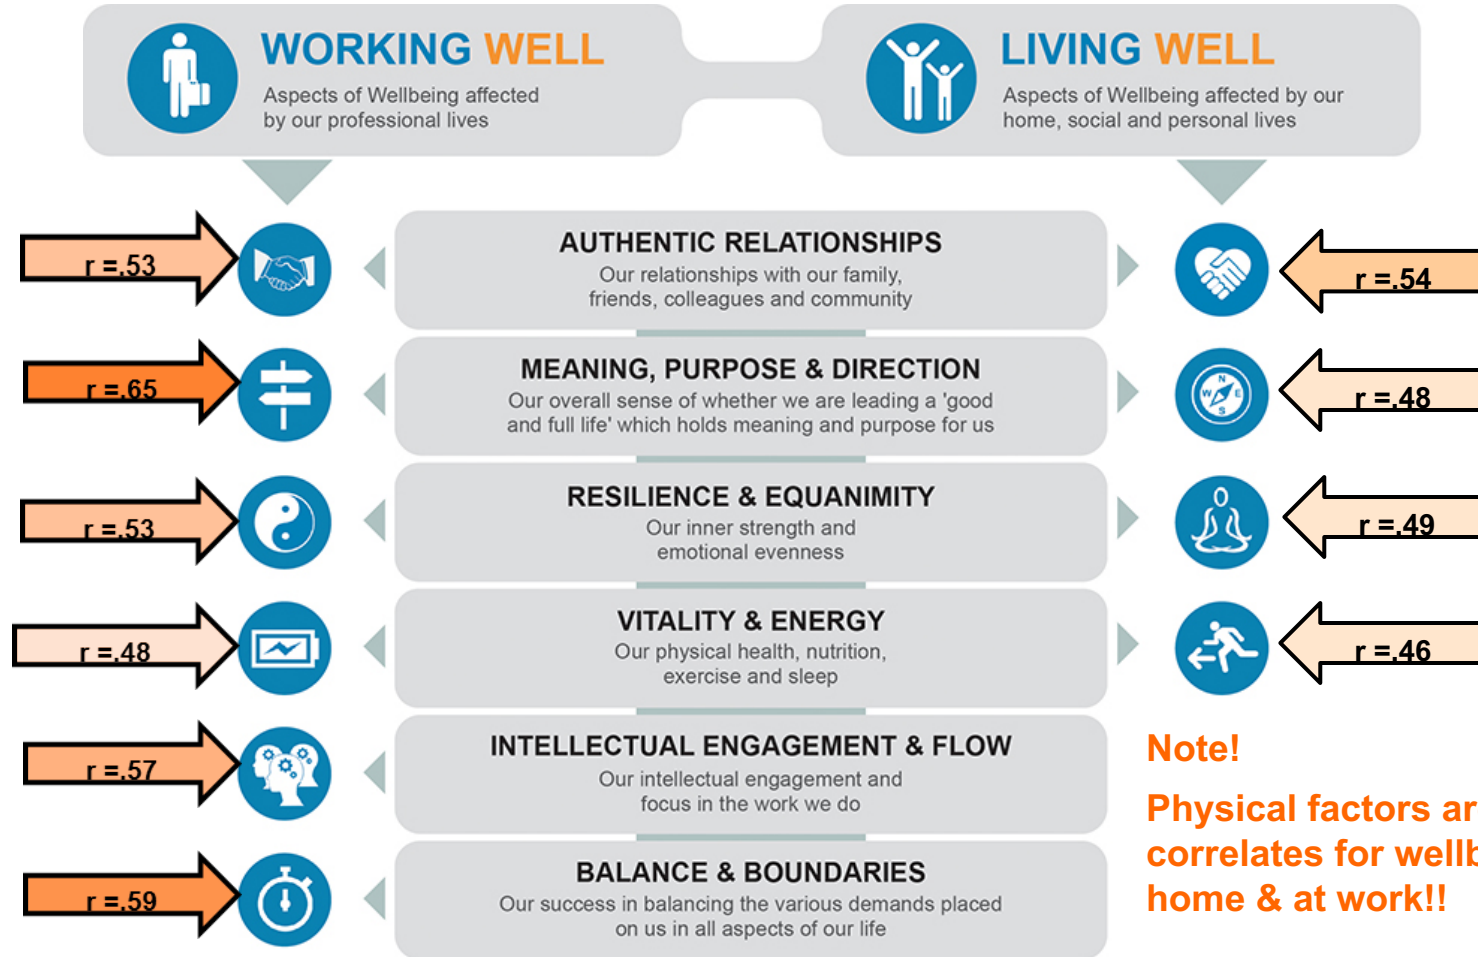 WORKING WELL
Aspects of Wellbeing affected
by our professional lives
LIVING WELL
Aspects of Wellbeing affected by our
home, social and personal lives
r =.53
AUTHENTIC RELATIONSHIPS
Our relationships with our family,
friends, colleagues and community
r =.54
r =.65
MEANING, PURPOSE & DIRECTION
Our overall sense of whether we are leading a 'good
and full life' which holds meaning and purpose for us
N
W E
S
r =.48
r =.53
RESILIENCE & EQUANIMITY
Our inner strength and
emotional evenness
r =.49
r =.48
VITALITY & ENERGY
Our physical health, nutrition,
exercise and sleep
r =.46
r =.57
INTELLECTUAL ENGAGEMENT & FLOW
Our intellectual engagement and
focus in the work we do
r =.59
BALANCE & BOUNDARIES
Our success in balancing the various demands placed
on us in all aspects of our life
Note!
Physical factors
correlates for
home & at work!!